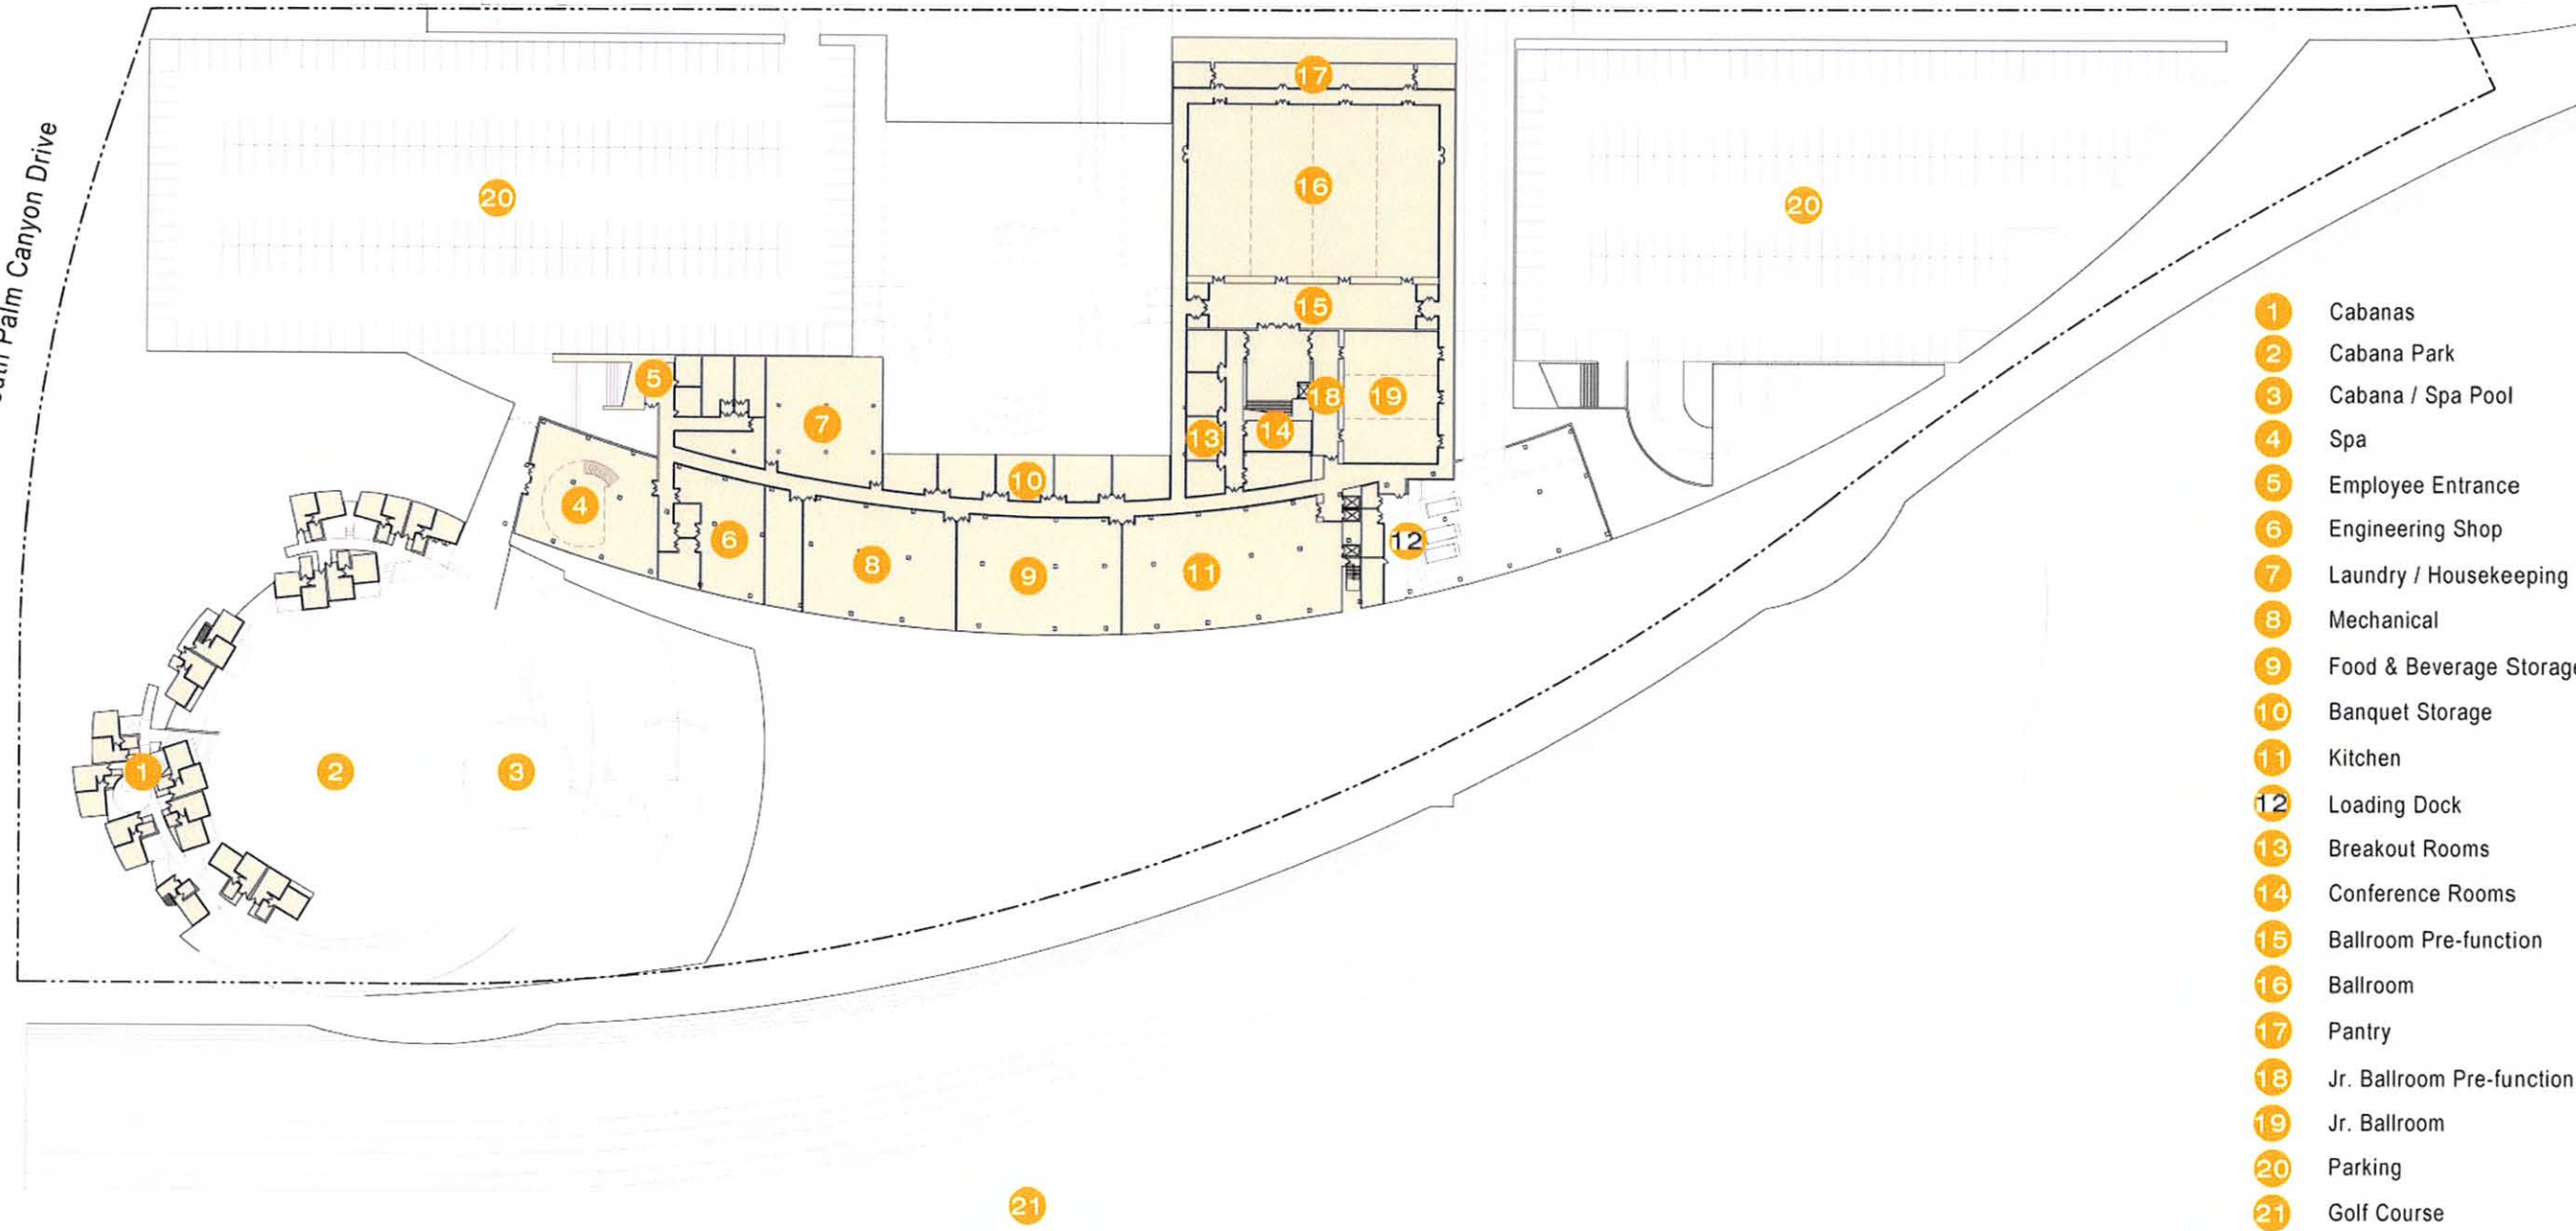 South Palm Canyon Drive
17
16
20
20
15
5
18
19
7
13
14
10
4
6
12
8
9
11
1
2
3
21
1 Cabanas
2 Cabana Park
3 Cabana / Spa Pool
4 Spa
5 Employee Entrance
6 Engineering Shop
7 Laundry / Housekeeping
8 Mechanical
9 Food & Beverage Storage
10 Banquet Storage
11 Kitchen
12 Loading Dock
13 Breakout Rooms
14 Conference Rooms
15 Ballroom Pre-function
16 Ballroom
17 Pantry
18 Jr. Ballroom Pre-function
19 Jr. Ballroom
20 Parking
21 Golf Course